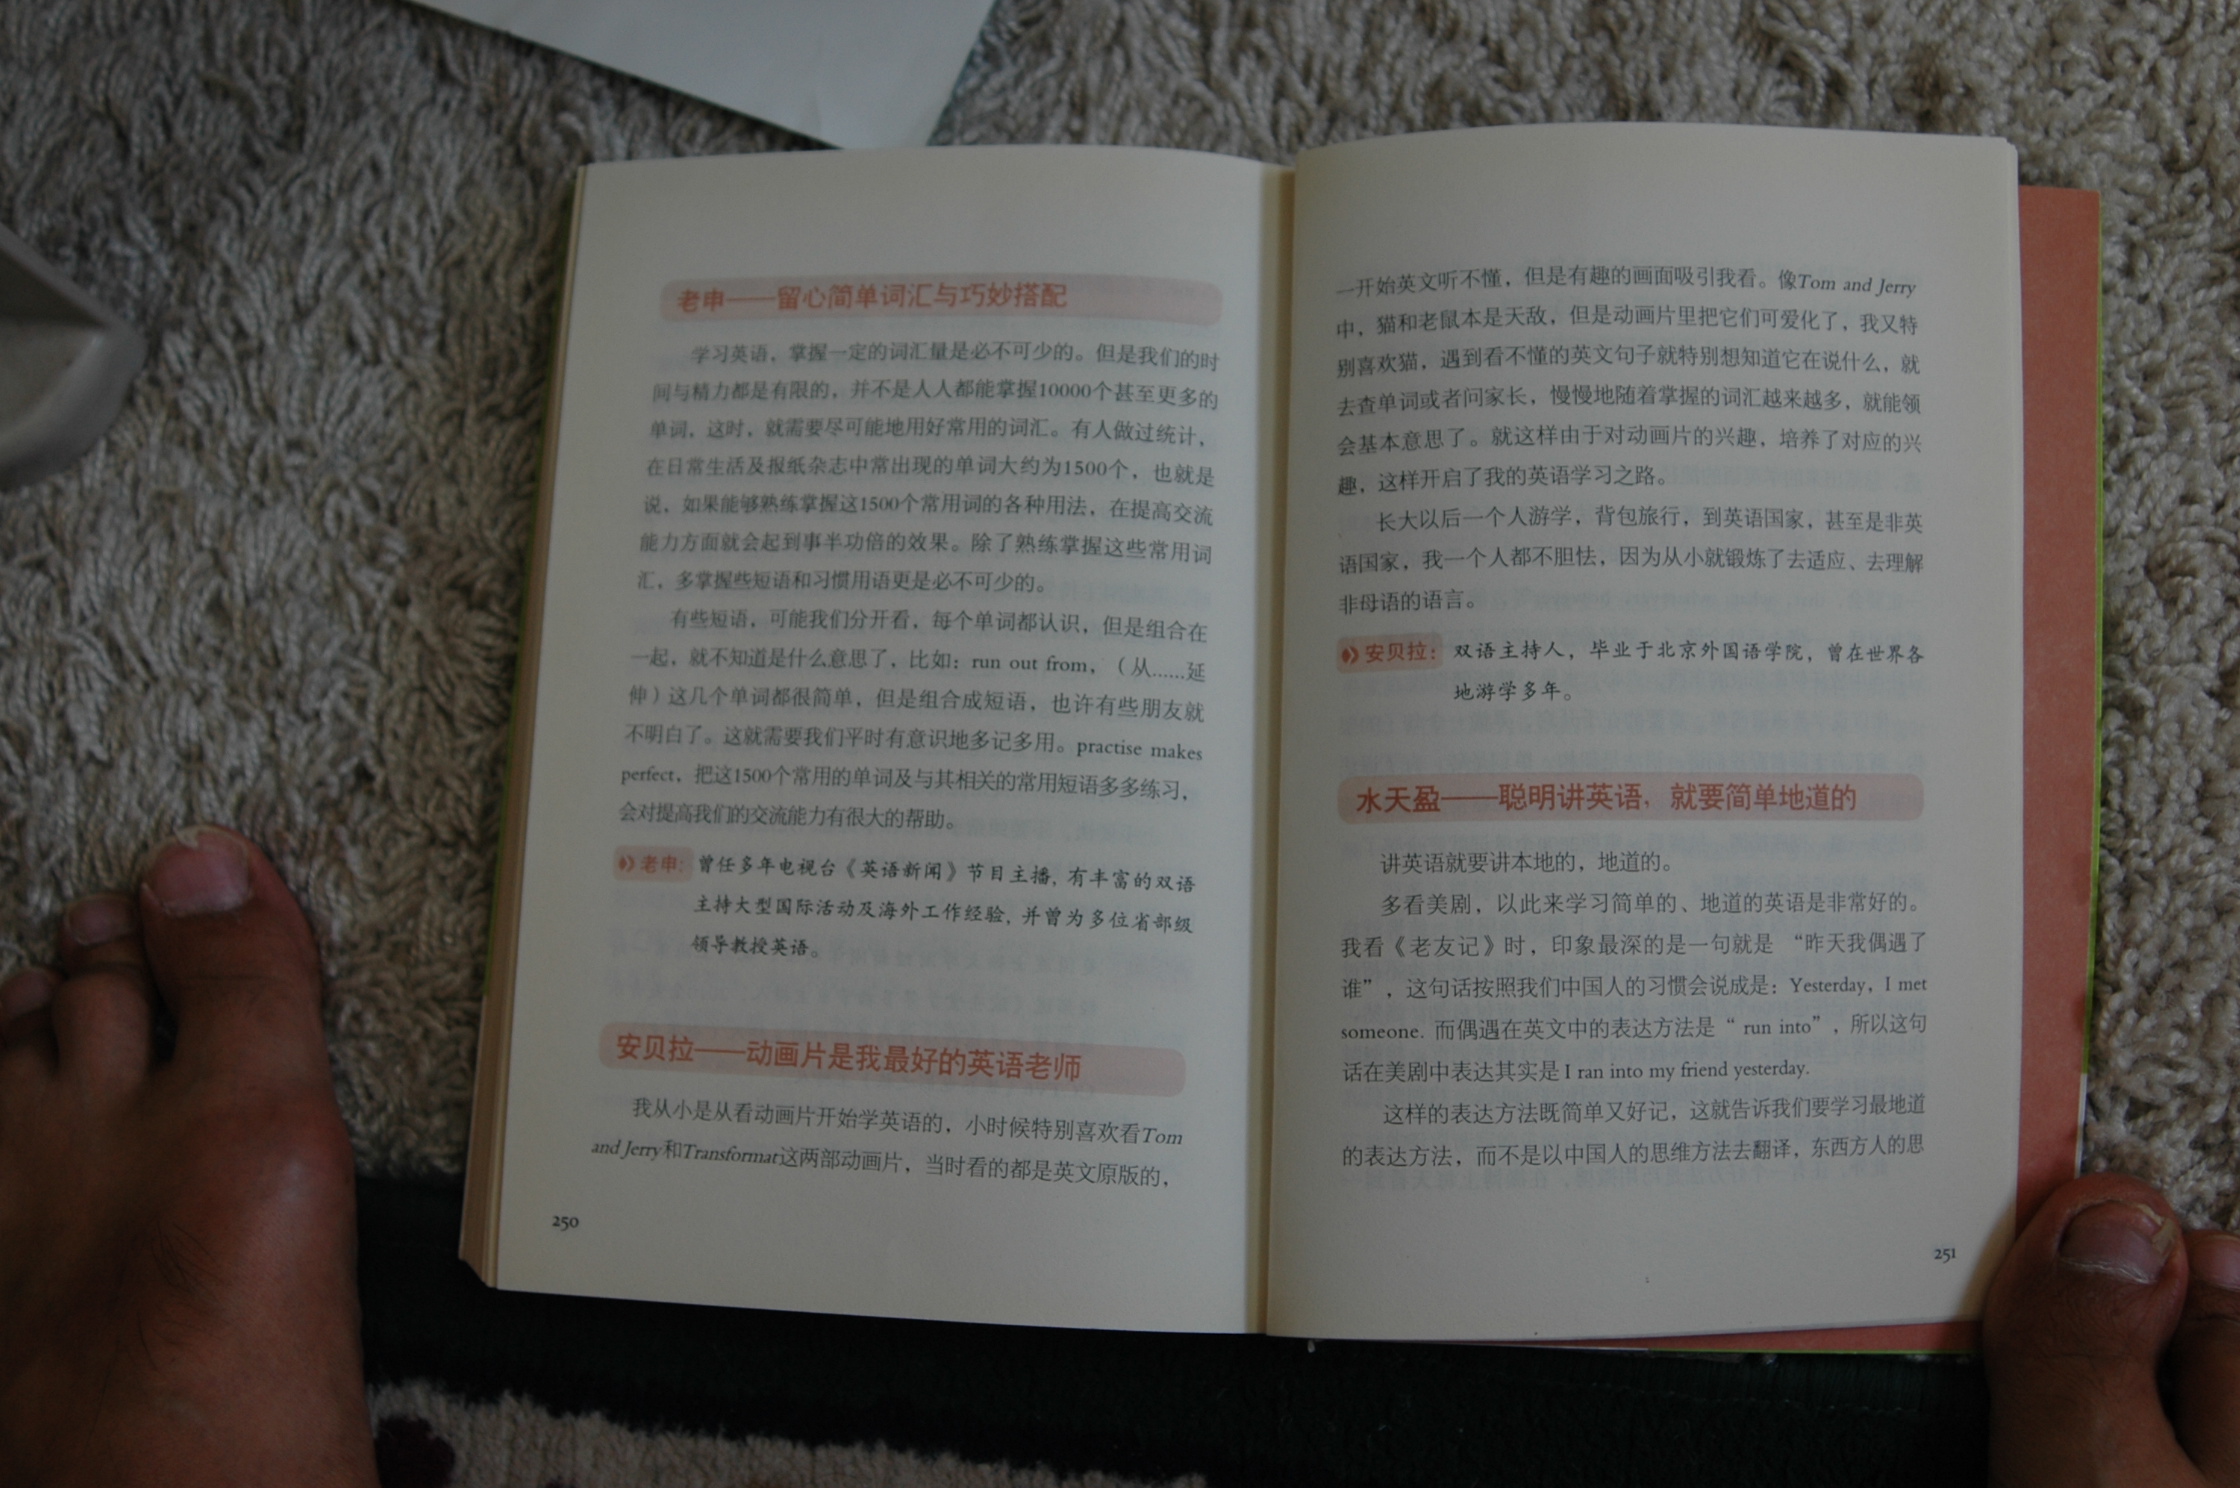 老申——留心简单词汇与巧妙搭配
学习英语，掌握一定的词汇量是必不可少的。但是我们的时
间与精力都是有限的，并不是人人都能掌握10000个甚至更多的
单词，这时，就需要尽可能地用好常用的词汇。有人做过统计，
在日常生活及报纸杂志中常出现的单词大约为1500个，也就是
说，如果能够熟练掌握这1500个常用词的各种用法，在提高交流
能力方面就会起到事半功倍的效果。除了熟练掌握这些常用词
汇，多掌握些短语和习惯用语更是必不可少的。
有些短语，可能我们分开看，每个单词都认识，但是组合在
一起，就不知道是什么意思了，比如：run out from，（从……延
伸）这几个单词都很简单，但是组合成短语，也许有些朋友就
不明白了。这就需要我们平时有意识地多记多用。practise makes
perfect，把这1500个常用的单词及与其相关的常用短语多多练习，
会对提高我们的交流能力有很大的帮助。
老申：曾任多年电视台《英语新闻》节目主播，有丰富的双语
主持大型国际活动及海外工作经验，并曾为多位省部级
领导教授英语。
安贝拉——动画片是我最好的英语老师
我从小是从看动画片开始学英语的，小时候特别喜欢看Tom
and Jerry和Transformat这两部动画片，当时看的都是英文原版的，
250
一开始英文听不懂，但是有趣的画面吸引我看。像Tom and Jerry
中，猫和老鼠本是天敌，但是动画片里把它们可爱化了，我又特
别喜欢猫，遇到看不懂的英文句子就特别想知道它在说什么，就
去查单词或者问家长，慢慢地随着掌握的词汇越来越多，就能领
会基本意思了。就这样由于对动画片的兴趣，培养了对应的兴
趣，这样开启了我的英语学习之路。
长大以后一个人游学，背包旅行，到英语国家，甚至是非英
语国家，我一个人都不胆怯，因为从小就锻炼了去适应、去理解
非母语的语言。
安贝拉：双语主持人，毕业于北京外国语学院，曾在世界各
地游学多年。
水天盈——聪明讲英语，就要简单地道的
讲英语就要讲本地的，地道的。
多看美剧，以此来学习简单的、地道的英语是非常好的。
我看《老友记》时，印象最深的是一句就是 “昨天我偶遇了
谁”，这句话按照我们中国人的习惯会说成是：Yesterday, I met
someone. 而偶遇在英文中的表达方法是“ run into”，所以这句
话在美剧中表达其实是 I ran into my friend yesterday.
这样的表达方法既简单又好记，这就告诉我们要学习最地道
的表达方法，而不是以中国人的思维方法去翻译，东西方人的思
251